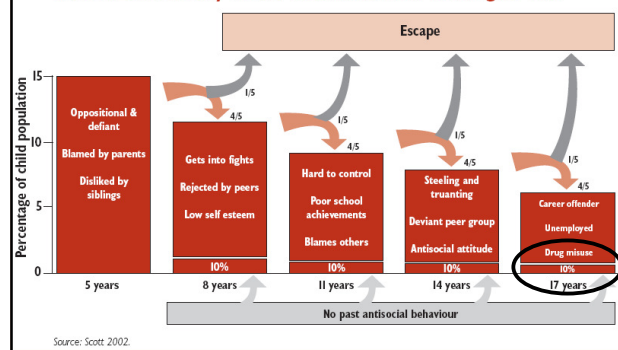 Escape
Percentage of child population
15
10
5
0
Oppositional &
defiant
Blamed by parents
Disliked by
siblings
5 years
1/5
4/5
Gets into fights
Rejected by peers
Low self esteem
10%
8 years
1/5
4/5
Hard to control
Poor school
achievements
Blames others
10%
11 years
1/5
4/5
Steeling and
truanting
Deviant peer group
Antisocial attitude
10%
14 years
1/5
4/5
Career offender
Unemployed
Drug misuse
10%
17 years
No past antisocial behaviour
Source: Scott 2002.